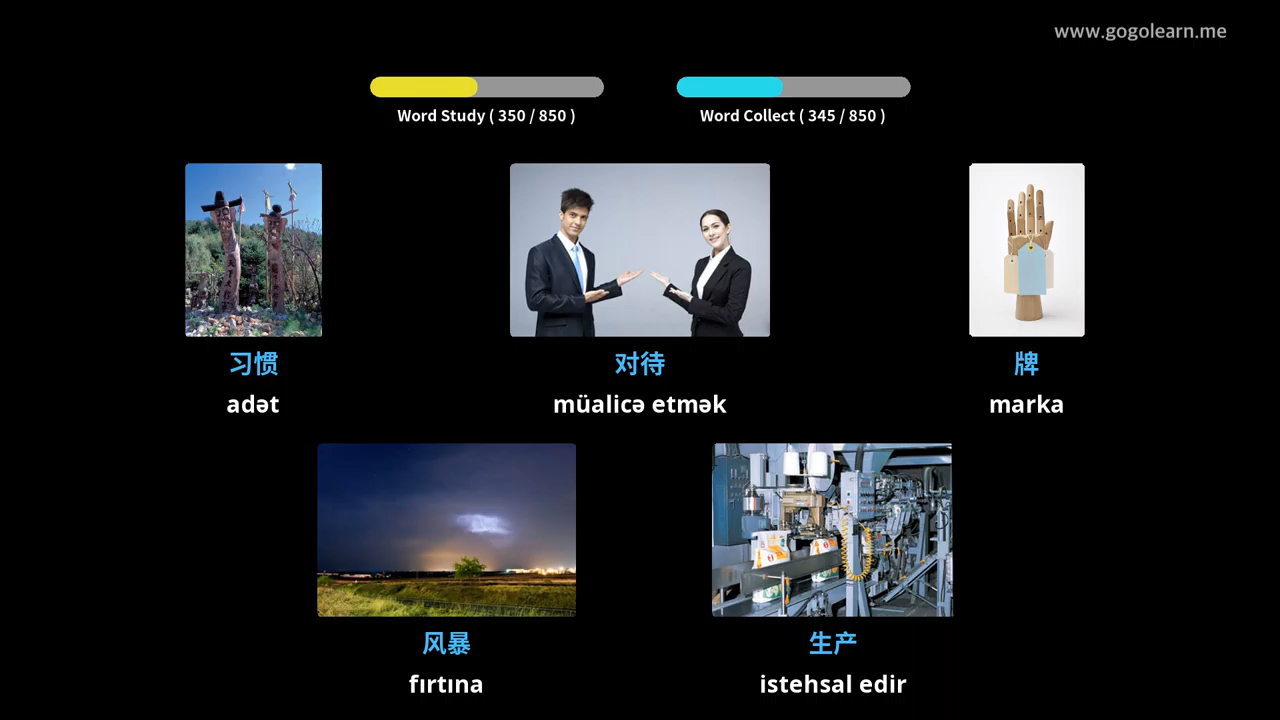 www.gogolearn.me
Word Study ( 350 / 850 )
Word Collect ( 345 / 850 )
习惯
对待
牌
adət
müalicə etmək
marka
风暴
生产
fırtına
istehsal edir